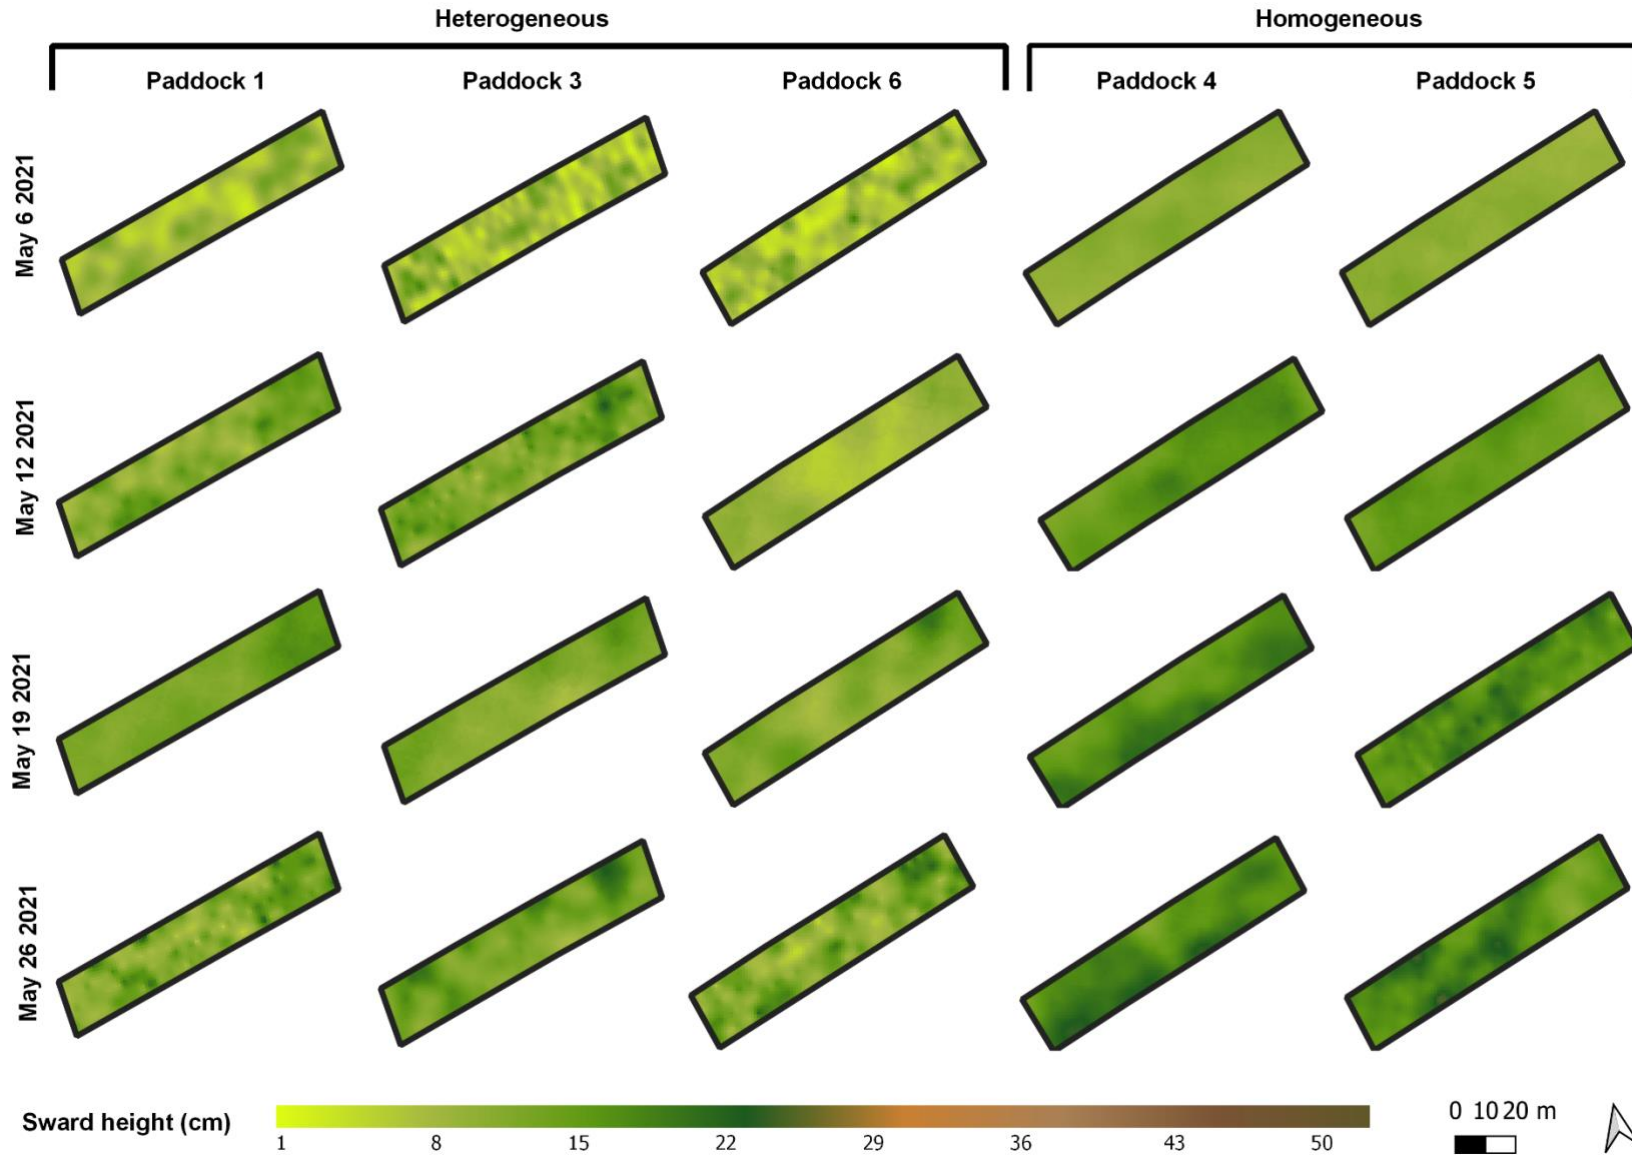 Heterogeneous
Homogeneous
Paddock 1
Paddock 3
Paddock 6
Paddock 4
Paddock 5
May 6 2021
May 12 2021
May 19 2021
May 26 2021
Sward height (cm)
1 8 15 22 29 36 43 50
0 10 20 m